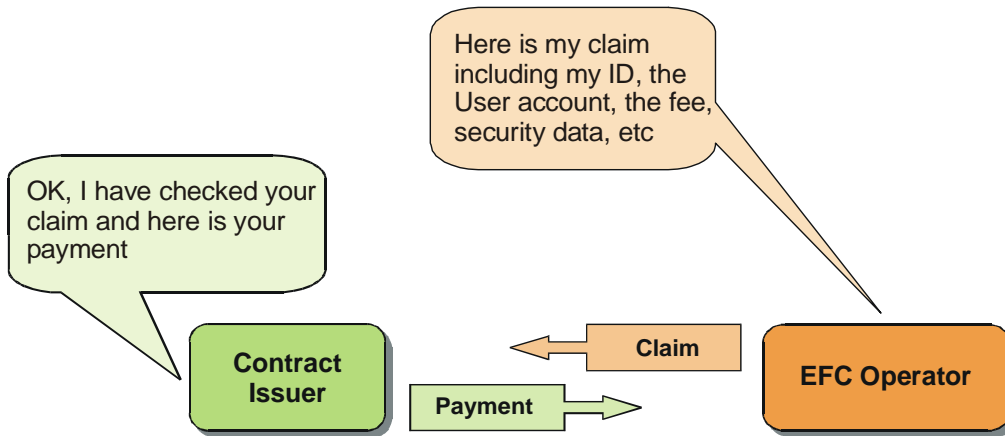 Here is my claim
including my ID, the
User account, the fee,
security data, etc
OK, I have checked your
claim and here is your
payment
Contract
Issuer
Claim
Payment
EFC Operator